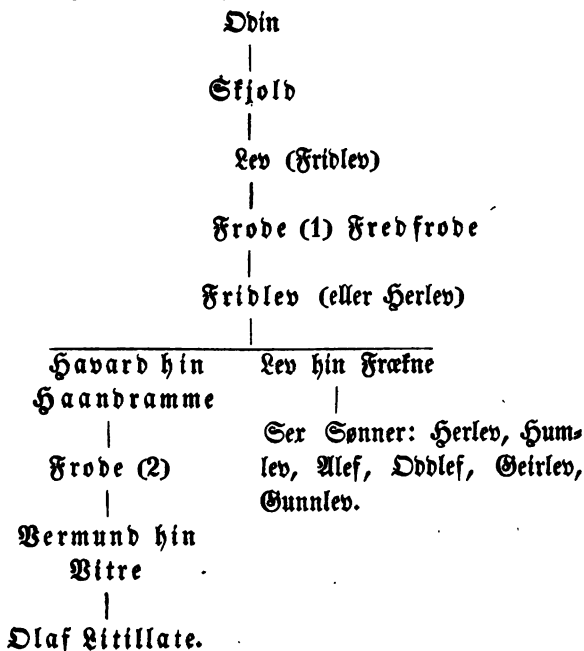 Odin
Skjold
Lev (Fridlev)
Frode (1) Fredfrode
Fridlev (eller Herlev)
Havard hin
Haandramme
Frode (2)
Vermund hin
Vitre
Olaf Litillate.
Lev hin Frækne
Sex Sønner: Herlev, Hum-
lev, Alef, Oddlef, Geirlev,
Gunnlev.